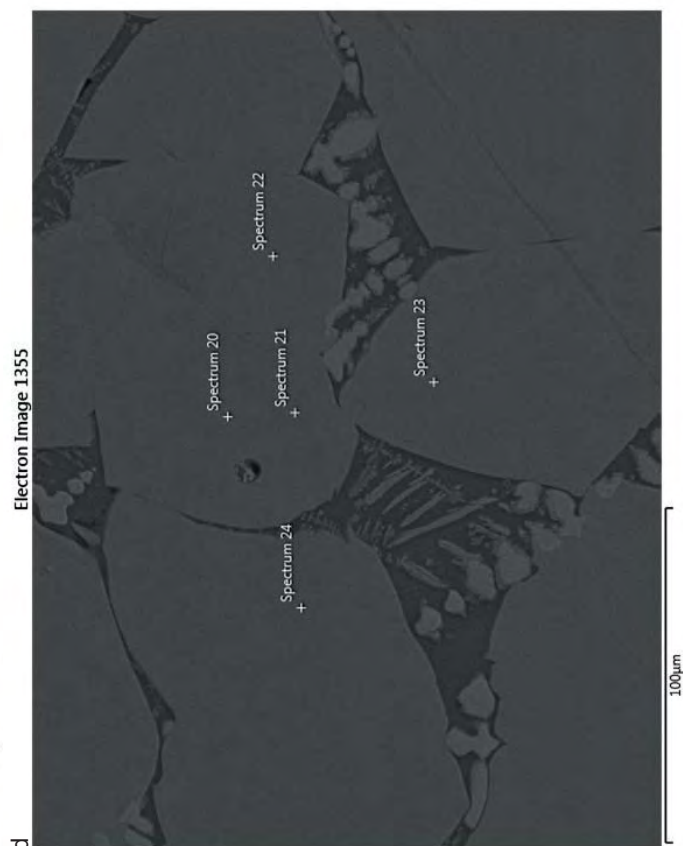 Electron Image 1355
Spectrum 22
Spectrum 20
Spectrum 21
Spectrum 23
Spectrum 24
100µm
d